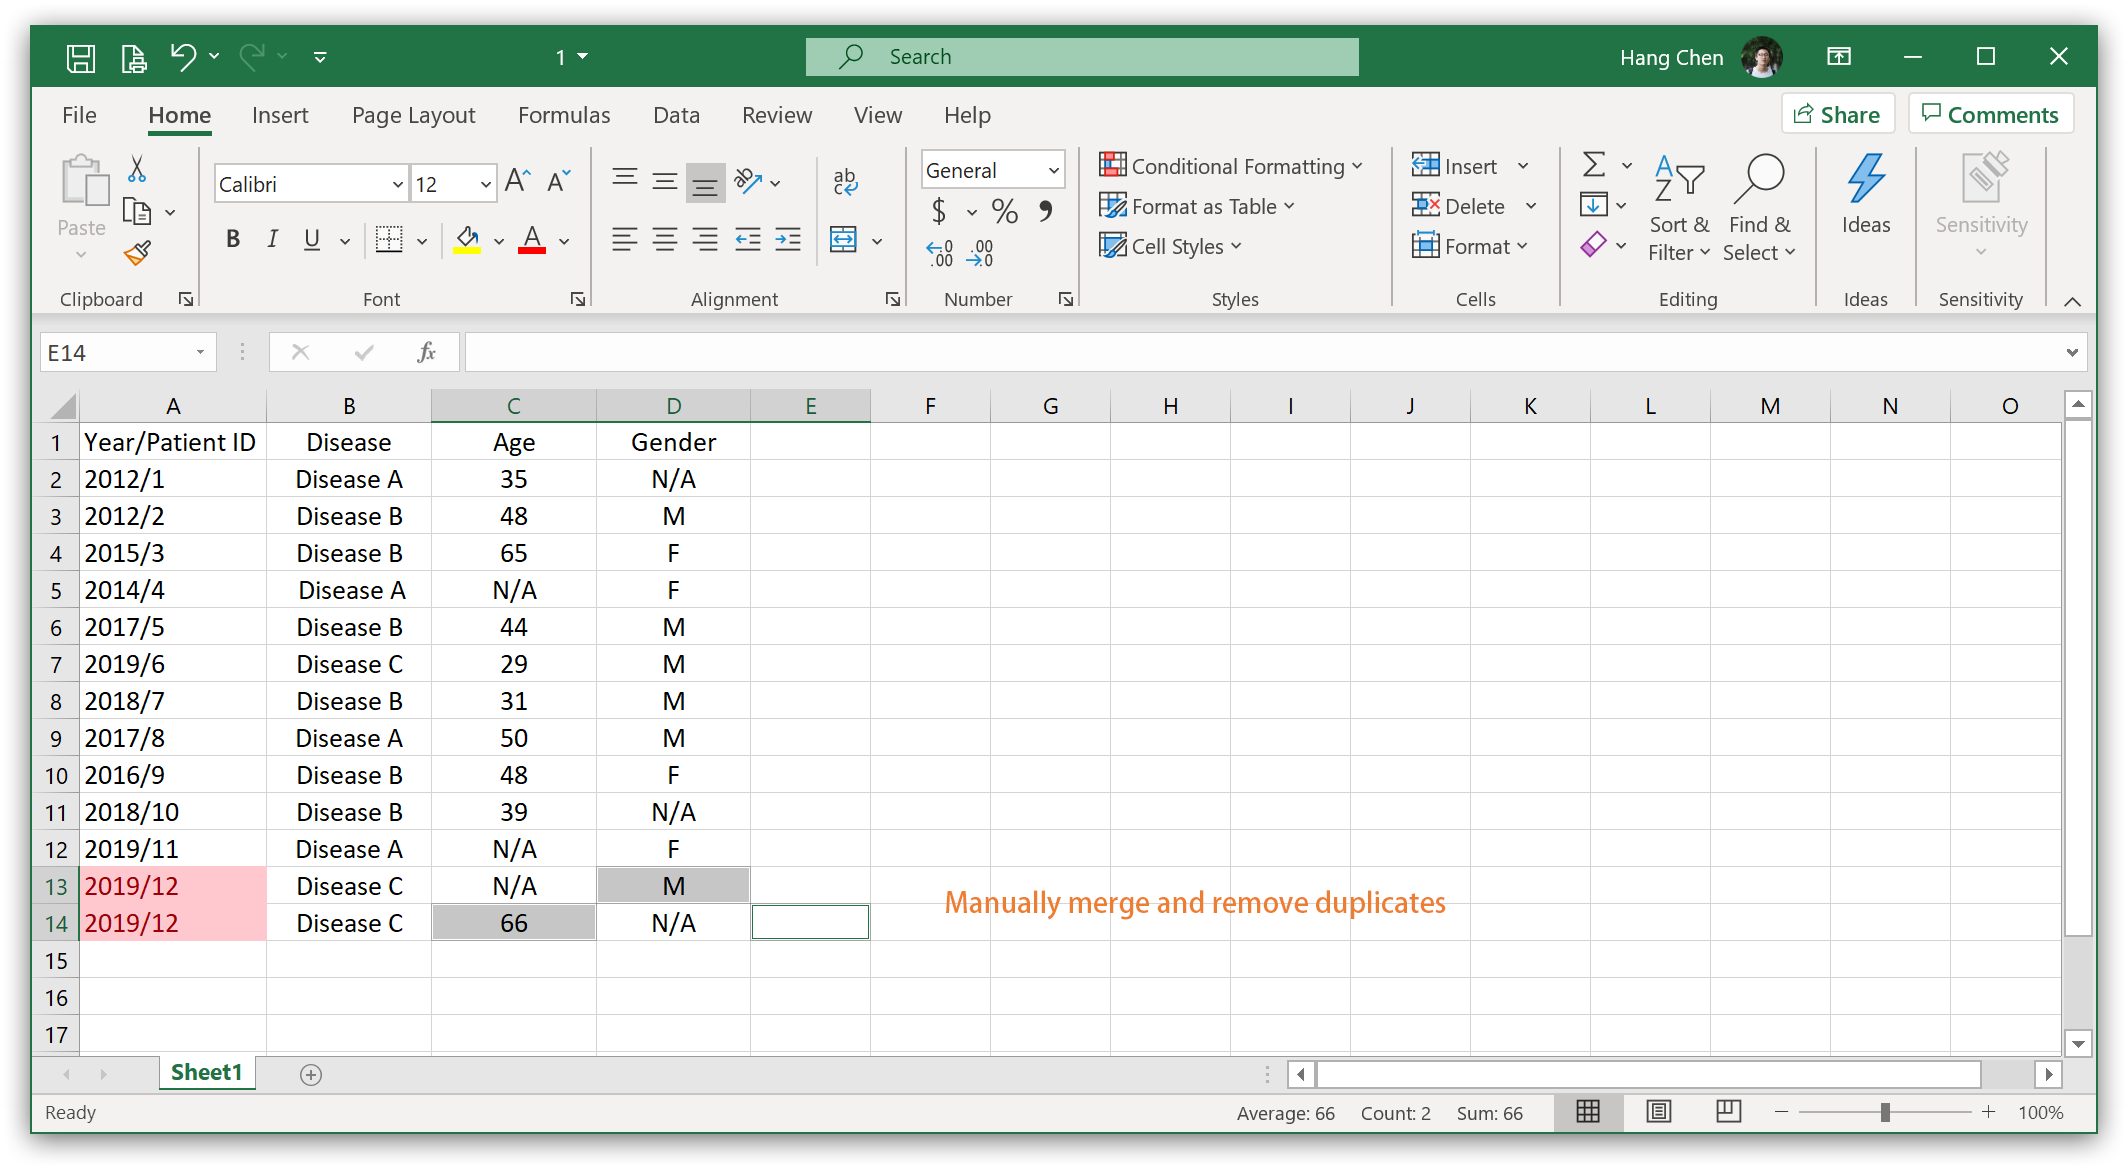 1
Search
Hang Chen
File Home Insert Page Layout Formulas Data Review View Help
Share Comments
Paste
Clipboard
Calibri 12
B I U A
Font
ab
c
Alignment
General
$ % ,
.00 .00
Number
Conditional Formatting
Format as Table
Cell Styles
Styles
Insert
Delete
Format
Cells
Sort & Filter
Find & Select
Editing
Ideas
Ideas
Sensitivity
Sensitivity
E14 fx
A B C D E F G H I J K L M N O
1 Year/Patient ID Disease Age Gender
2 2012/1 Disease A 35 N/A
3 2012/2 Disease B 48 M
4 2015/3 Disease B 65 F
5 2014/4 Disease A N/A F
6 2017/5 Disease B 44 M
7 2019/6 Disease C 29 M
8 2018/7 Disease B 31 M
9 2017/8 Disease A 50 M
10 2016/9 Disease B 48 F
11 2018/10 Disease B 39 N/A
12 2019/11 Disease A N/A F
13 2019/12 Disease C N/A M
14 2019/12 Disease C 66 N/A
Manually merge and remove duplicates
15
16
17
Sheet1
Ready Average: 66 Count: 2 Sum: 66 100%